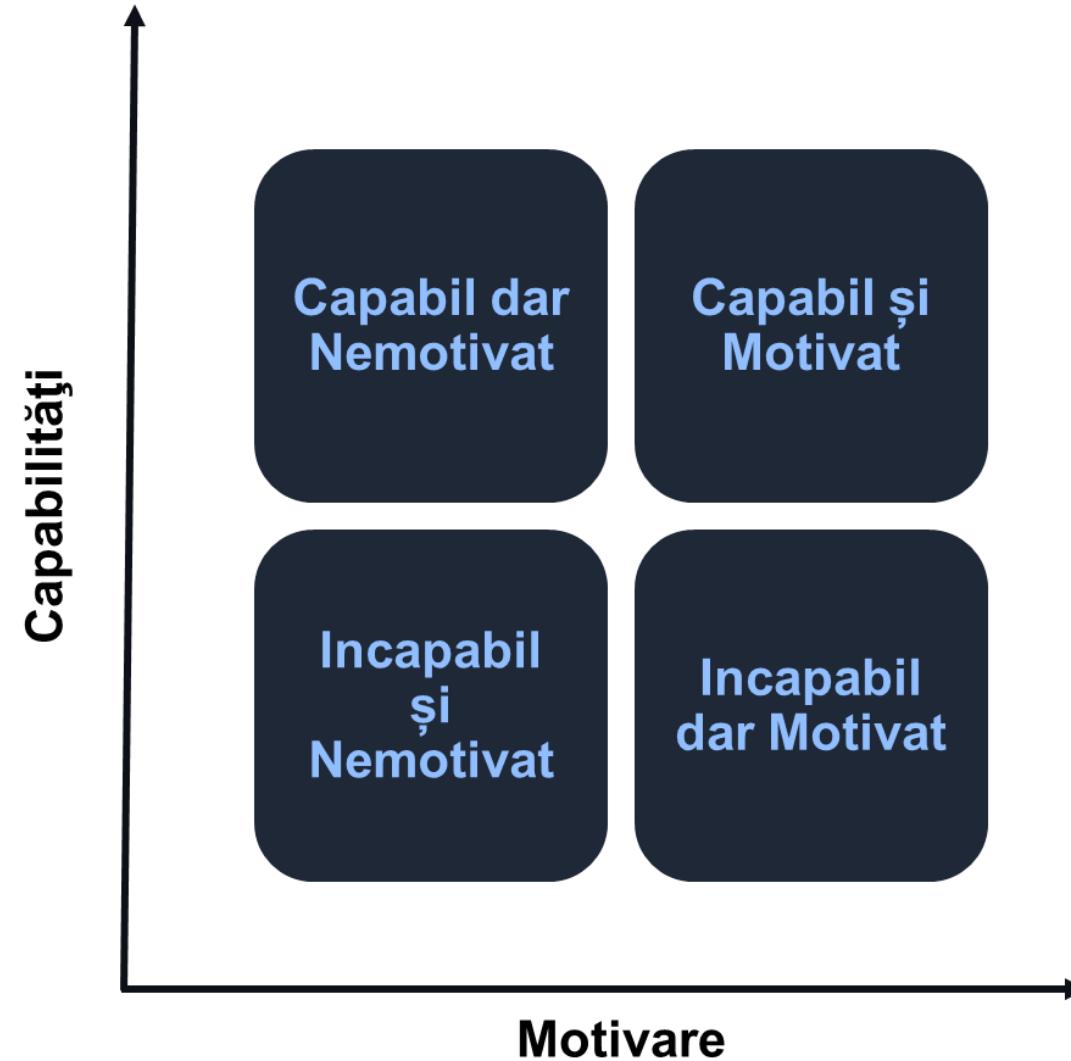 Capabil dar
Nemotivat
Capabil și
Motivat
Capabilităţi
Incapabil
și
Nemotivat
Incapabil
dar Motivat
Motivare